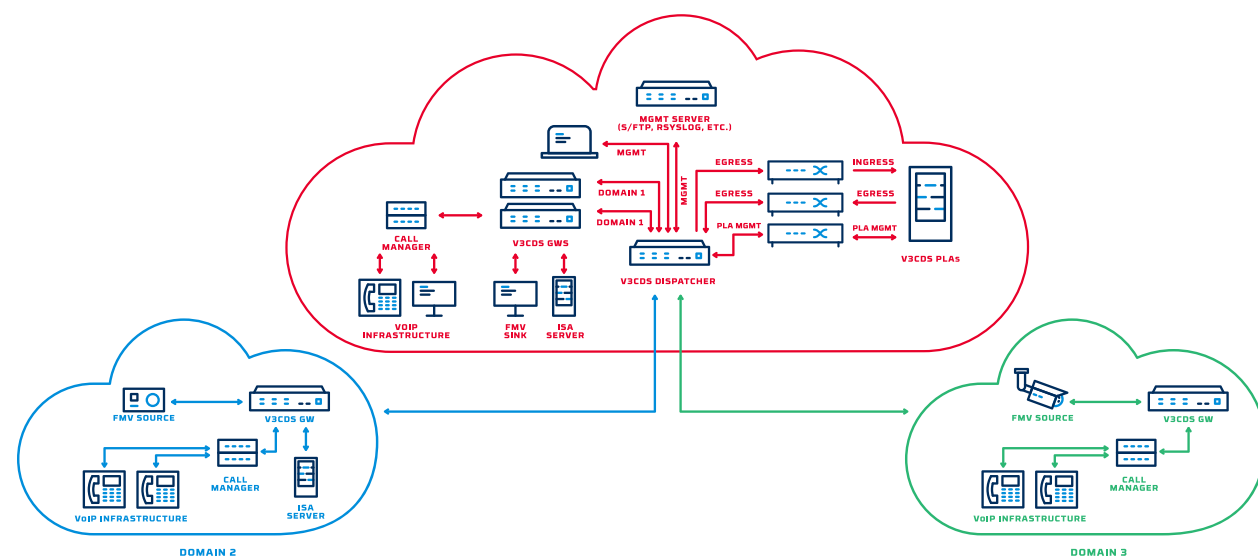 MGMT SERVER
(S/FTP, RSYSLOG, ETC.)
MGMT
MGMT
EGRESS
INGRESS
DOMAIN 1
EGRESS
EGRESS
DOMAIN 1
PLA MGMT
PLA MGMT
CALL
MANAGER
V3CDS GWS
V3CDS PLAs
V3CDS DISPATCHER
VOIP
INFRASTRUCTURE
FMV
SINK
ISA
SERVER
FMV SOURCE
V3CDS GW
CALL
MANAGER
VoIP INFRASTRUCTURE
ISA
SERVER
DOMAIN 2
FMV SOURCE
V3CDS GW
CALL
MANAGER
VoIP INFRASTRUCTURE
DOMAIN 3